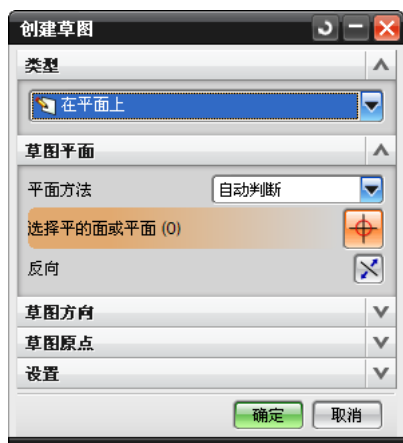 创建草图
类型
在平面上
草图平面
平面方法 自动判断
选择平的面或平面 (0)
反向
草图方向
草图原点
设置
确定 取消